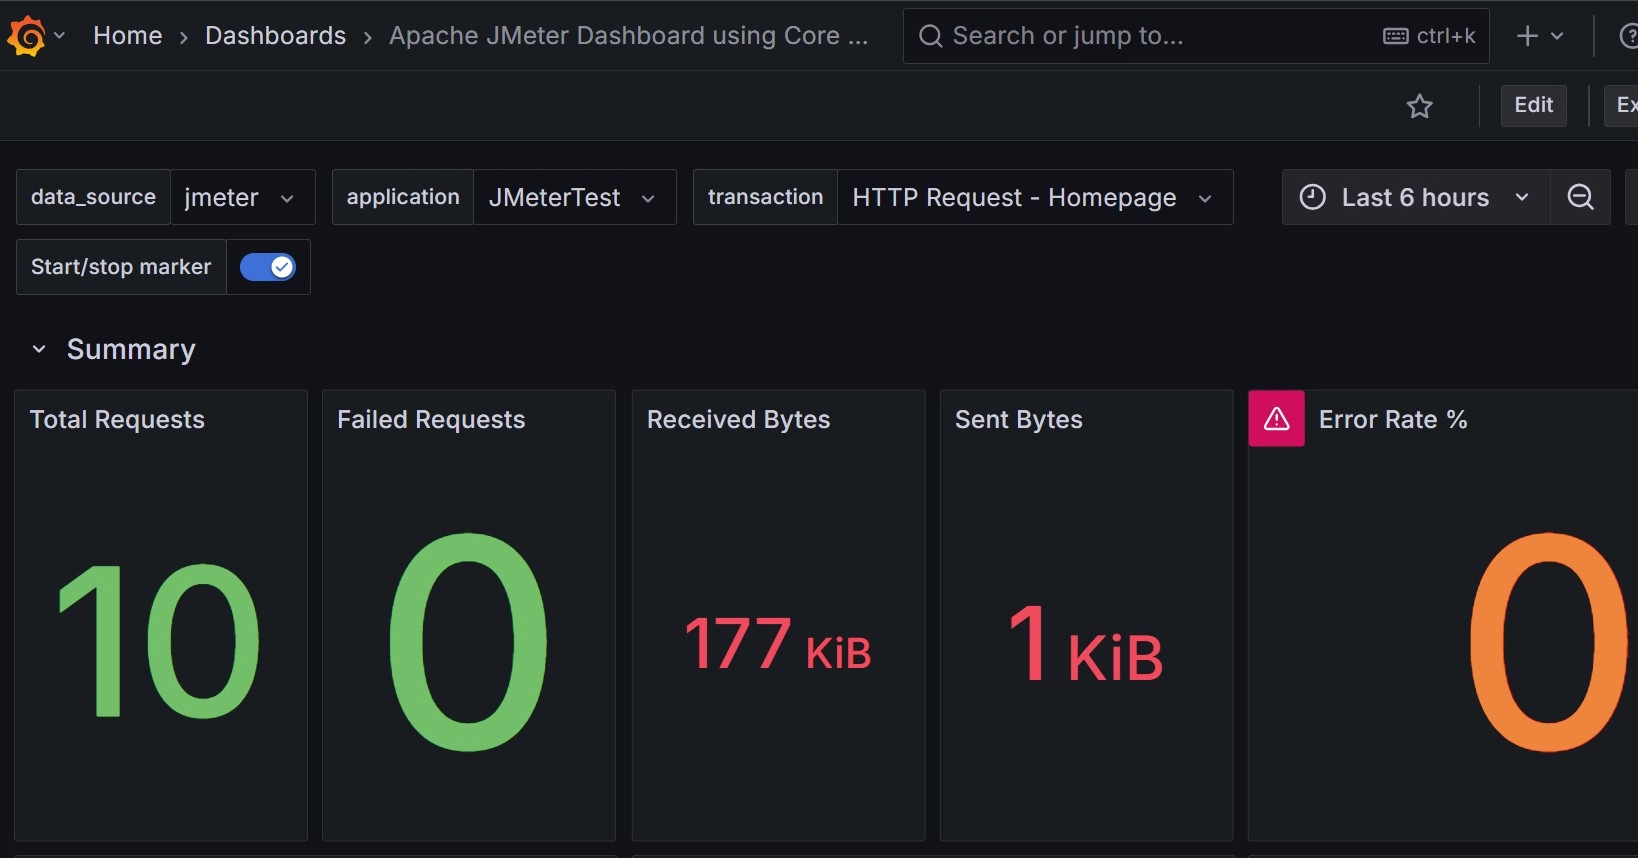 Home › Dashboards › Apache JMeter Dashboard using Core ...
Search or jump to...
ctrl+k
Edit
Ex
data_source
jmeter
application
JMeterTest
transaction
HTTP Request - Homepage
Last 6 hours
Start/stop marker
Summary
Total Requests
Failed Requests
Received Bytes
Sent Bytes
Error Rate %
10
0
177 KiB
1 KiB
0